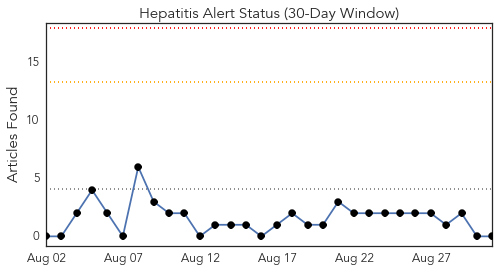 Hepatitis Alert Status (30-Day Window)
Articles Found
15
10
5
0
Aug 02 Aug 07 Aug 12 Aug 17 Aug 22 Aug 27